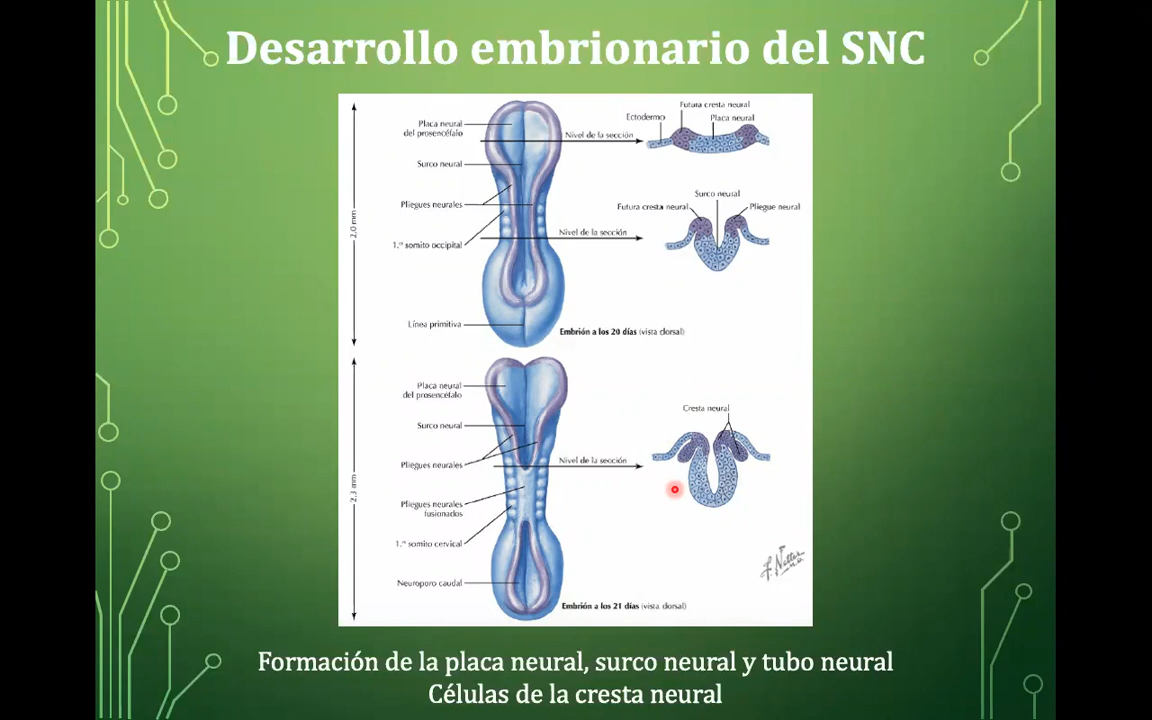 Desarrollo embrionario del SNC
Placa neural
del prosencéfalo
Surco neural
Pliegues neurales
1.er somito occipital
Línea primitiva
2,0 mm
Nivel de la sección
Nivel de la sección
Ectodermo
Futura cresta neural
Placa neural
Surco neural
Futura cresta neural
Pliegue neural
Embrión a los 20 días (vista dorsal)
Placa neural
del prosencéfalo
Surco neural
Pliegues neurales
Pliegues neurales
fusionados
1.er somito cervical
Neuroporo caudal
2,3 mm
Nivel de la sección
Cresta neural
Embrión a los 21 días (vista dorsal)
F. Netter
Formación de la placa neural, surco neural y tubo neural
Células de la cresta neural